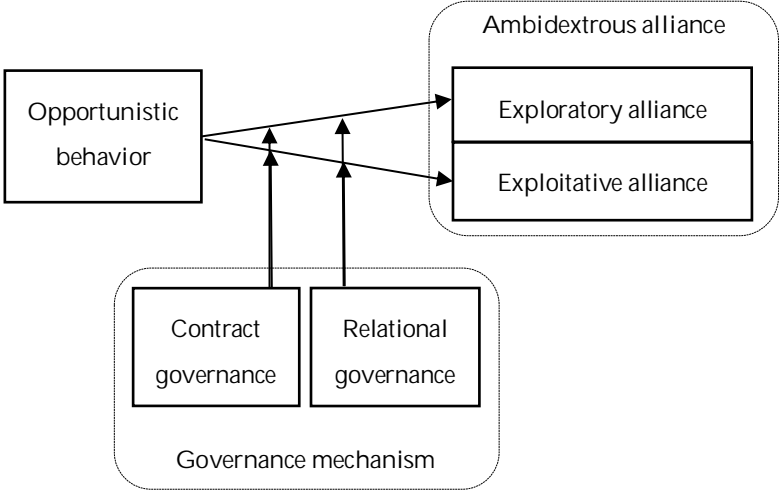 Ambidextrous alliance
Opportunistic
behavior
Exploratory alliance
Exploitative alliance
Contract
governance
Relational
governance
Governance mechanism